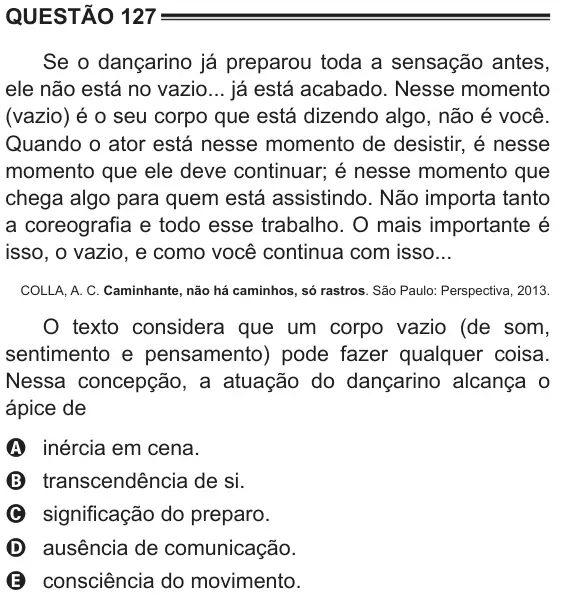 QUESTÃO 127
Se o dançarino já preparou toda a sensação antes,
ele não está no vazio... já está acabado. Nesse momento
(vazio) é o seu corpo que está dizendo algo, não é você.
Quando o ator está nesse momento de desistir, é nesse
momento que ele deve continuar; é nesse momento que
chega algo para quem está assistindo. Não importa tanto
a coreografia e todo esse trabalho. O mais importante é
isso, o vazio, e como você continua com isso...
COLLA, A. C. Caminhante, não há caminhos, só rastros. São Paulo: Perspectiva, 2013.
O texto considera que um corpo vazio (de som,
sentimento e pensamento) pode fazer qualquer coisa.
Nessa concepção, a atuação do dançarino alcança o
ápice de
A inércia em cena.
B transcendência de si.
C significação do preparo.
D ausência de comunicação.
E consciência do movimento.